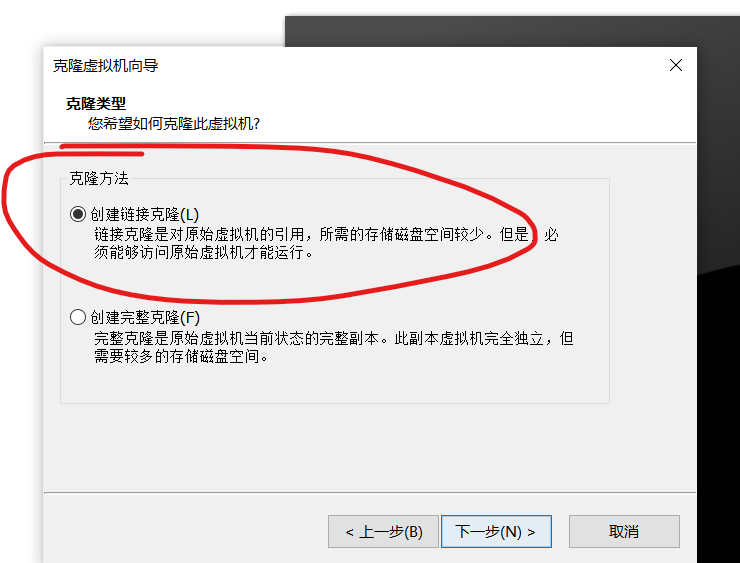 克隆虚拟机向导
克隆类型
您希望如何克隆此虚拟机?
克隆方法
创建链接克隆(L)
链接克隆是对原始虚拟机的引用，所需的存储磁盘空间较少。但是 必
须能够访问原始虚拟机才能运行。
创建完整克隆(F)
完整克隆是原始虚拟机当前状态的完整副本。此副本虚拟机完全独立，但
需要较多的存储磁盘空间。
< 上一步(B) 下一步(N) > 取消